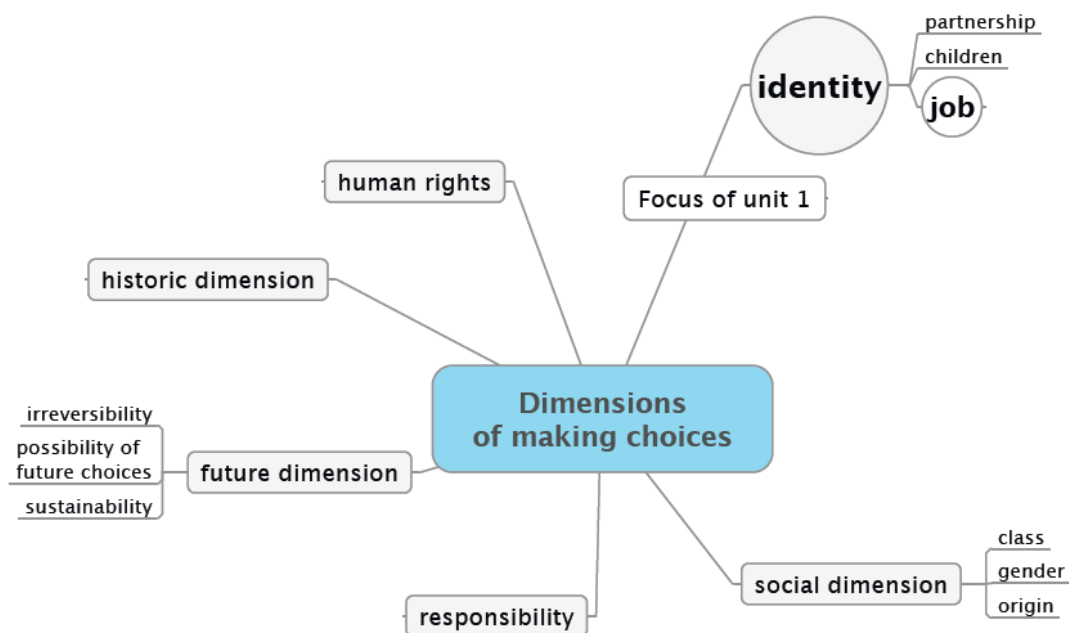 partnership
children
identity
job
human rights
Focus of unit 1
historic dimension
Dimensions
of making choices
irreversibility
possibility of
future choices
sustainability
future dimension
class
gender
origin
social dimension
responsibility